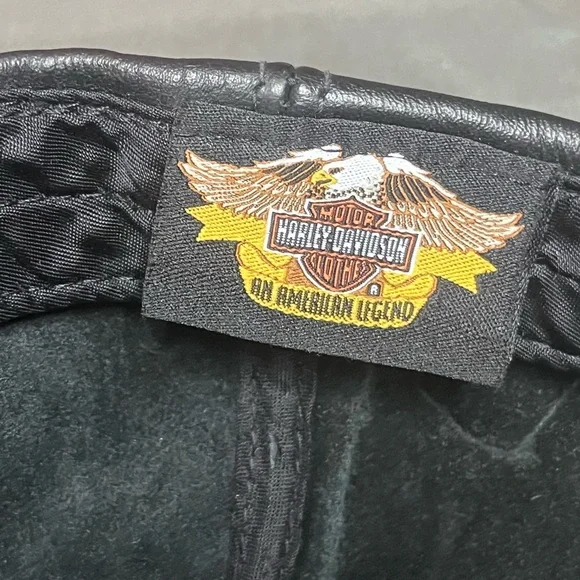 MOTOR
HARLEY-DAVIDSON
CLOTHES
®
AN AMERICAN LEGEND